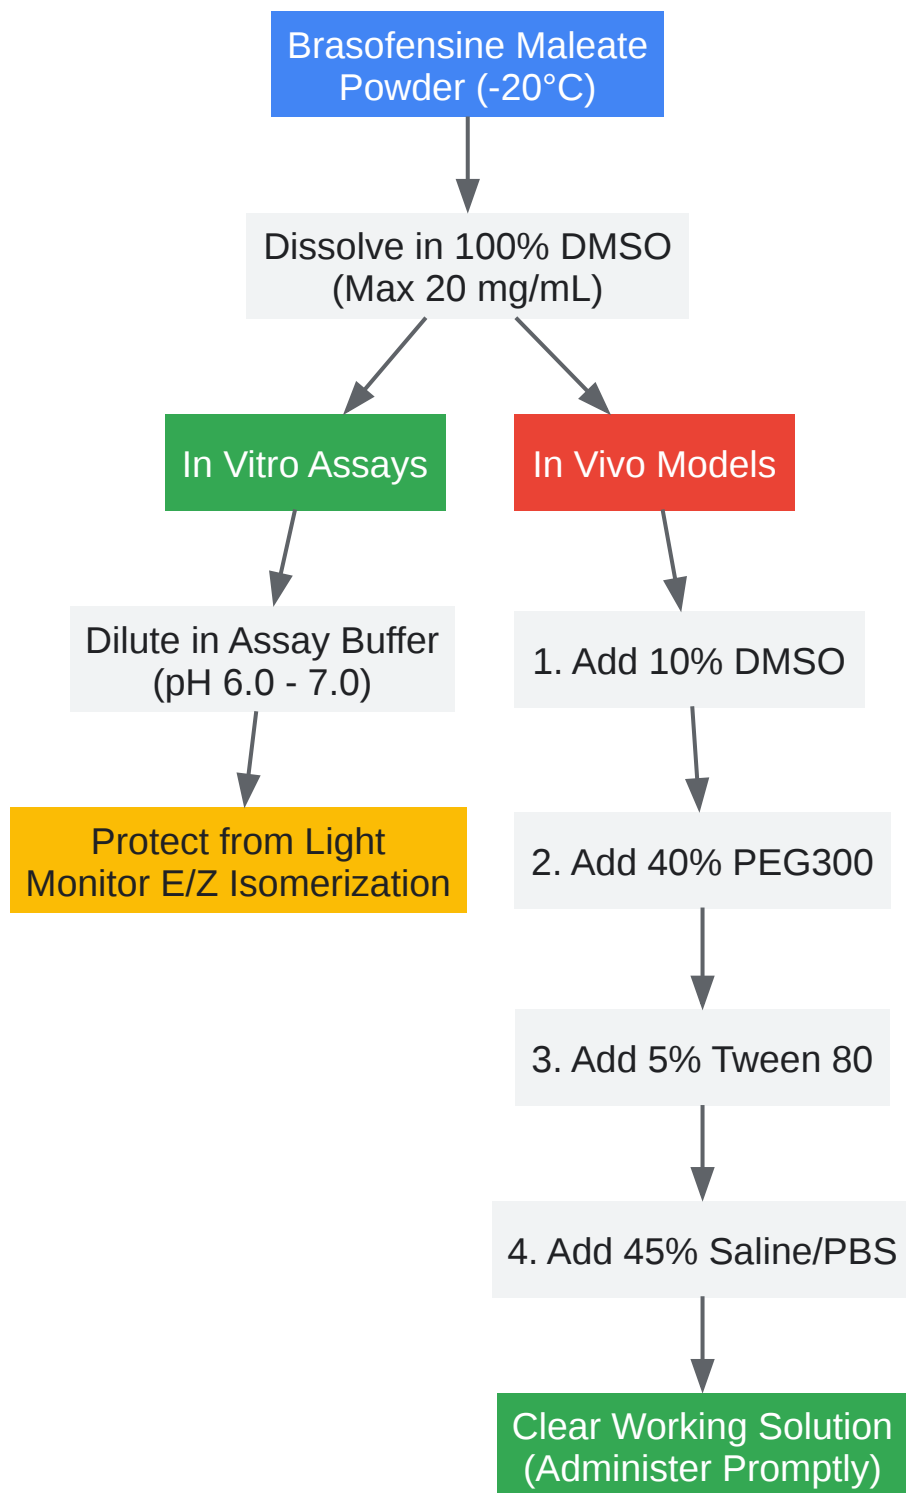 Brasofensine Maleate
Powder (-20°C)
Dissolve in 100% DMSO
(Max 20 mg/mL)
In Vitro Assays
In Vivo Models
Dilute in Assay Buffer
(pH 6.0 - 7.0)
1. Add 10% DMSO
Protect from Light
Monitor E/Z Isomerization
2. Add 40% PEG300
3. Add 5% Tween 80
4. Add 45% Saline/PBS
Clear Working Solution
(Administer Promptly)